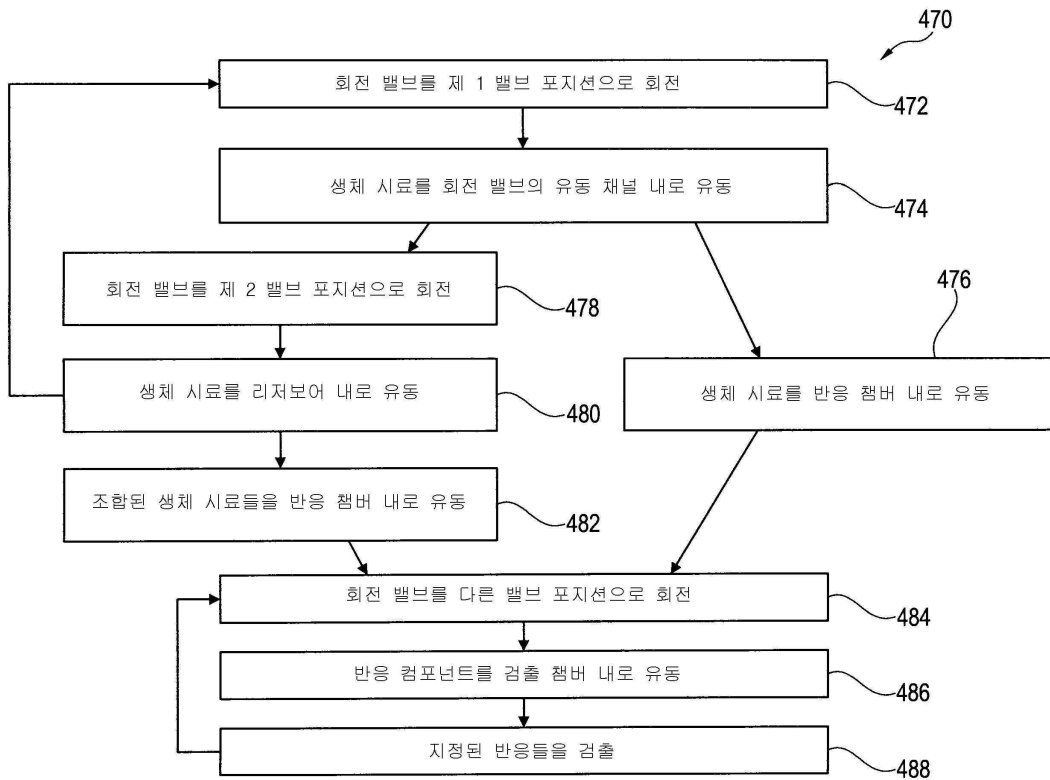 470
회전 밸브를 제 1 밸브 포지션으로 회전
472
생체 시료를 회전 밸브의 유동 채널 내로 유동
474
회전 밸브를 제 2 밸브 포지션으로 회전
478
476
생체 시료를 리저보어 내로 유동
480
생체 시료를 반응 챔버 내로 유동
조합된 생체 시료들을 반응 챔버 내로 유동
482
회전 밸브를 다른 밸브 포지션으로 회전
484
반응 컴포넌트를 검출 챔버 내로 유동
486
지정된 반응들을 검출
488